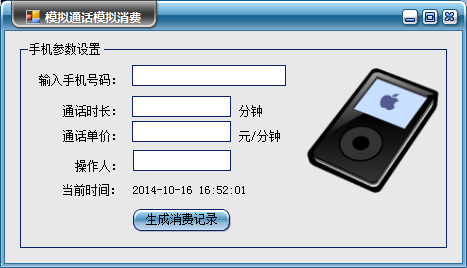 模拟通话模拟消费
手机参数设置
输入手机号码：
通话时长： 分钟
通话单价： 元/分钟
操作人：
当前时间： 2014-10-16 16:52:01
生成消费记录